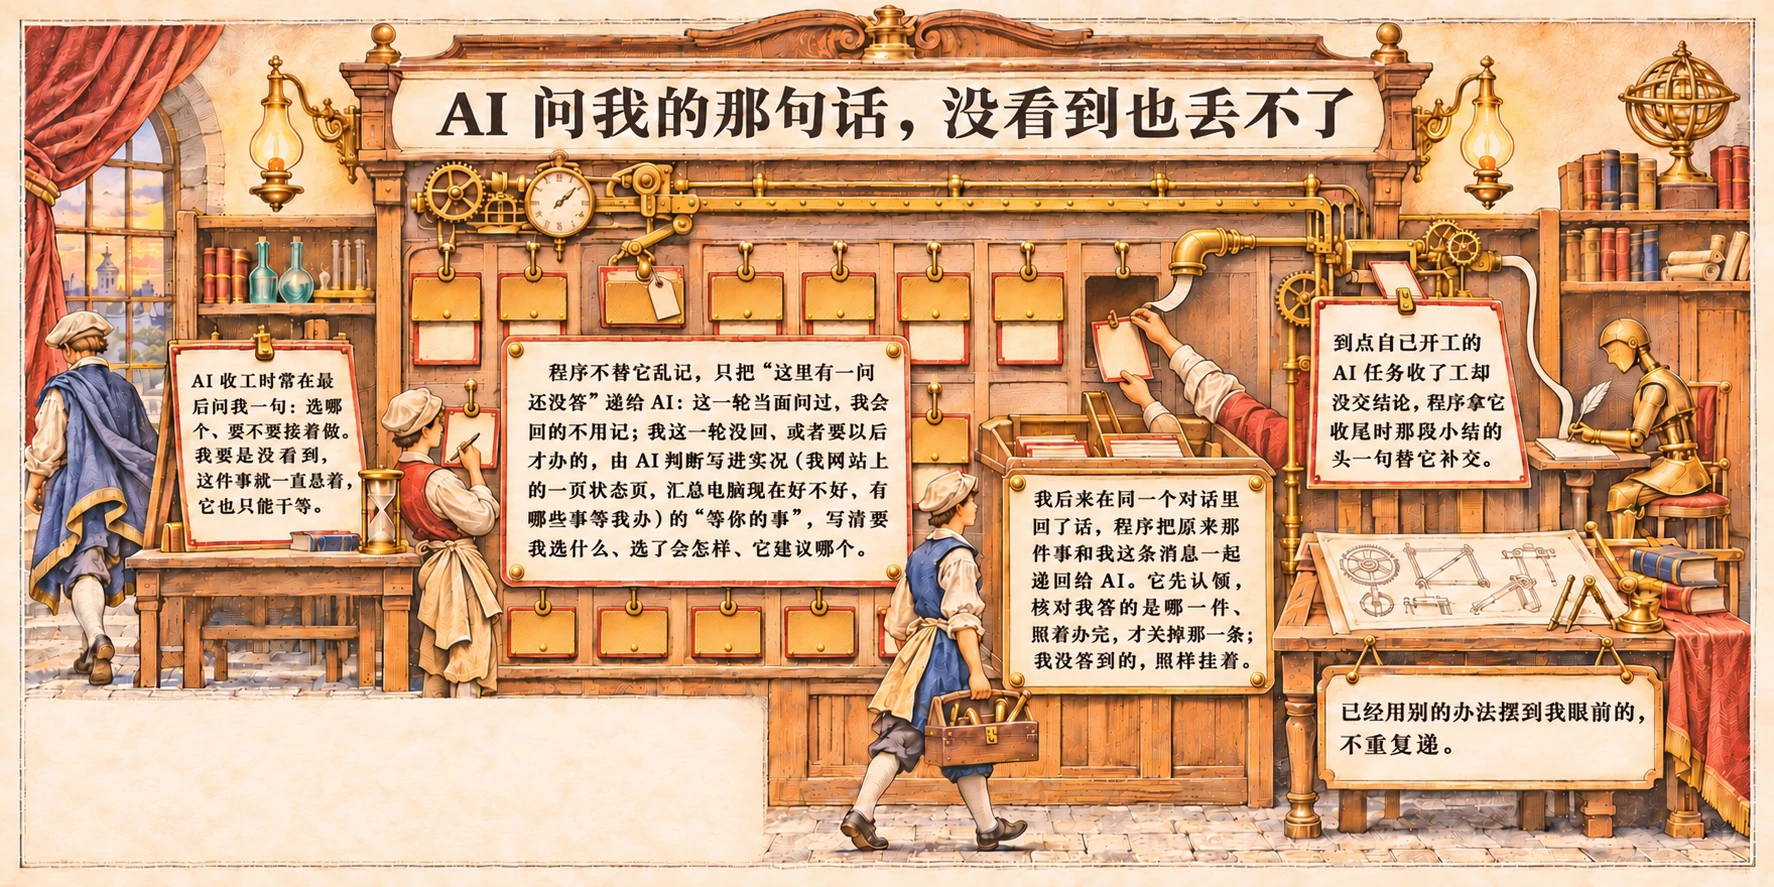 AI 问我的那句话，没看到也丢不了
AI 收工时常在最
后问我一句：选哪
个、要不要接着做。
我要是没看到，
这件事就一直悬着，
它也只能干等。
程序不替它乱记，只把“这里有一问
还没答”递给 AI：这一轮当面问过，我会
回的不用记；我这一轮没回、或者要以后
才办的，由 AI 判断写进实况（我网站上
的一页状态页，汇总电脑现在好不好，有
哪些事等我办）的“等你的事”，写清要
我选什么、选了会怎样、它建议哪个。
我后来在同一个对话里
回了话，程序把原来那
件事和我这条消息一起
递回给 AI。它先认领，
核对我答的是哪一件、
照着办完，才关掉那一条；
我没答到的，照样挂着。
到点自己开工的
AI 任务收了工却
没交结论，程序拿它
收尾时那段小结的
头一句替它补交。
已经用别的办法摆到我眼前的，
不重复递。